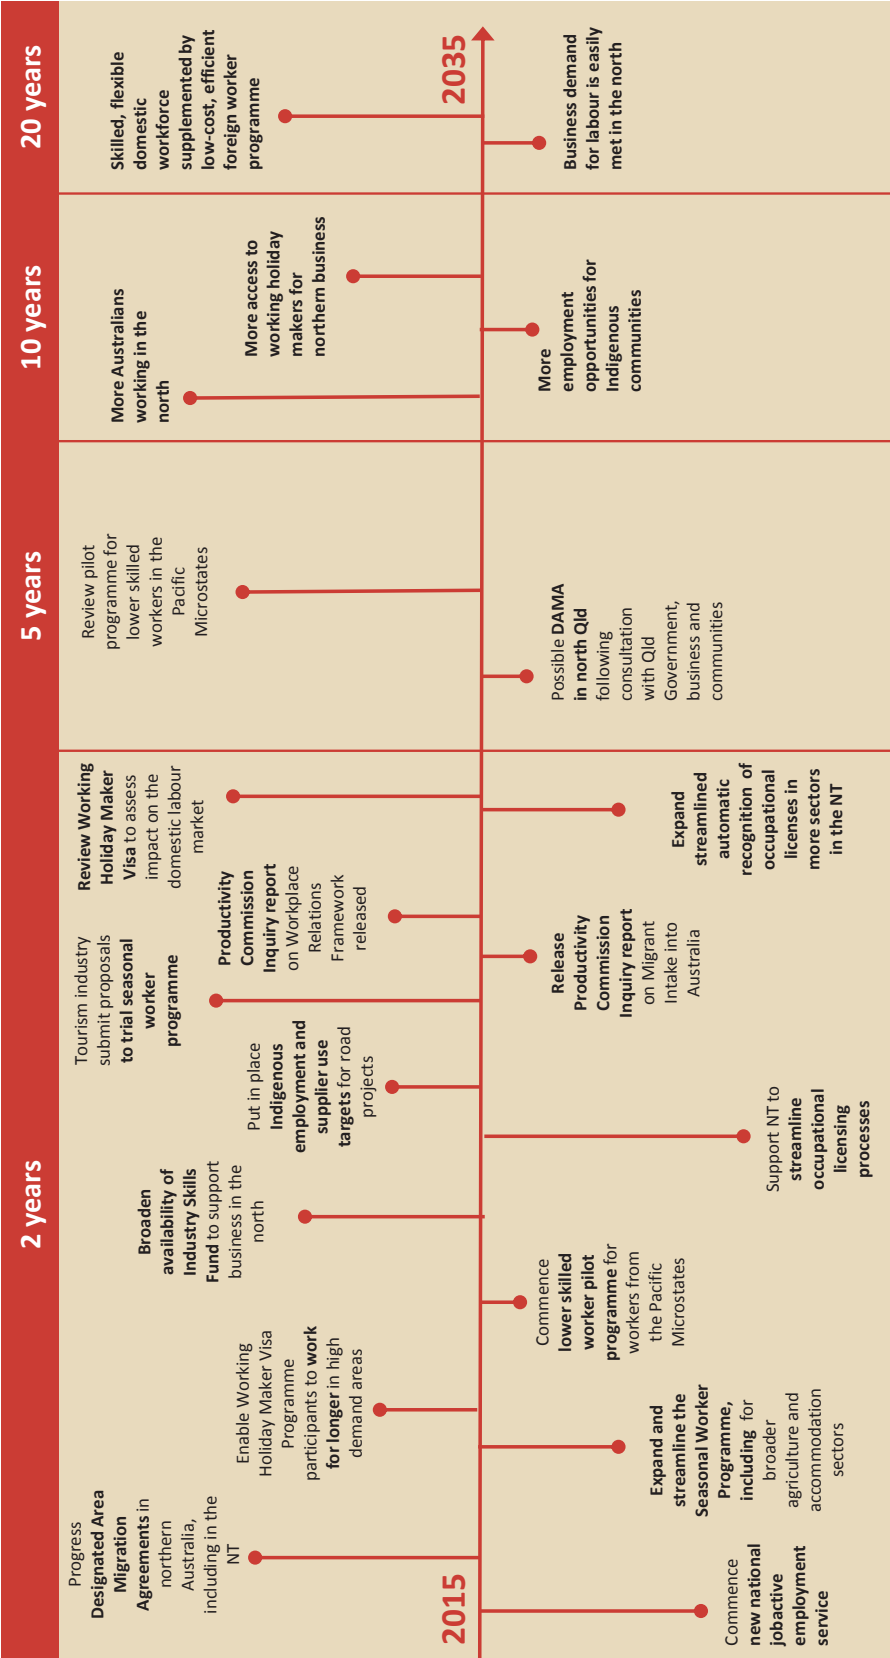 2 years
5 years
10 years
20 years
2015
2035
Progress
Designated Area
Migration
Agreements in
northern
Australia,
including in the
NT
Commence
new national
jobactive
employment
service
Enable Working
Holiday Maker Visa
Programme
participants to work
for longer in high
demand areas
Expand and
streamline the
Seasonal Worker
Programme,
including for
broader
agriculture and
accommodation
sectors
Commence
lower skilled
worker pilot
programme for
workers from
the Pacific
Microstates
Broaden
availability of
Industry Skills
Fund to support
business in the
north
Support NT to
streamline
occupational
licensing
processes
Put in place
Indigenous
employment and
supplier use
targets for road
projects
Tourism industry
submit proposals
to trial seasonal
worker
programme
Release
Productivity
Commission
Inquiry report
on Migrant
Intake into
Australia
Productivity
Commission
Inquiry report
on Workplace
Relations
Framework
released
Expand
streamlined
automatic
recognition of
occupational
licenses in
more sectors
in the NT
Review Working
Holiday Maker
Visa to assess
impact on the
domestic labour
market
Possible DAMA
in north Qld
following
consultation
with Qld
Government,
business and
communities
Review pilot
programme for
lower skilled
workers in the
Pacific
Microstates
More Australians
working in the
north
More
employment
opportunities for
Indigenous
communities
More access to
working holiday
makers for
northern business
Business demand
for labour is easily
met in the north
Skilled, flexible
domestic
workforce
supplemented by
low-cost, efficient
foreign worker
programme